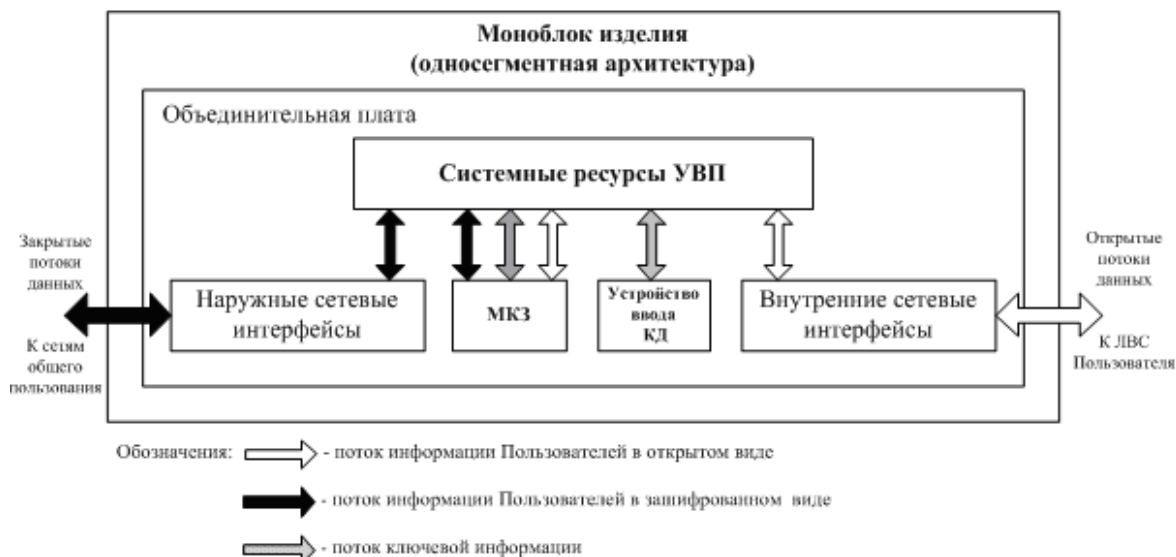 Моноблок изделия
(односегментная архитектура)
Объединительная плата
Системные ресурсы УВП
Закрытые
потоки
данных
К сетям
общего
пользования
Наружные сетевые
интерфейсы
МКЗ
Устройство
ввода
КД
Внутренние сетевые
интерфейсы
Открытые
потоки
данных
К ЛВС
Пользователя
Обозначения:
- поток информации Пользователей в открытом виде
- поток информации Пользователей в зашифрованном виде
- поток ключевой информации